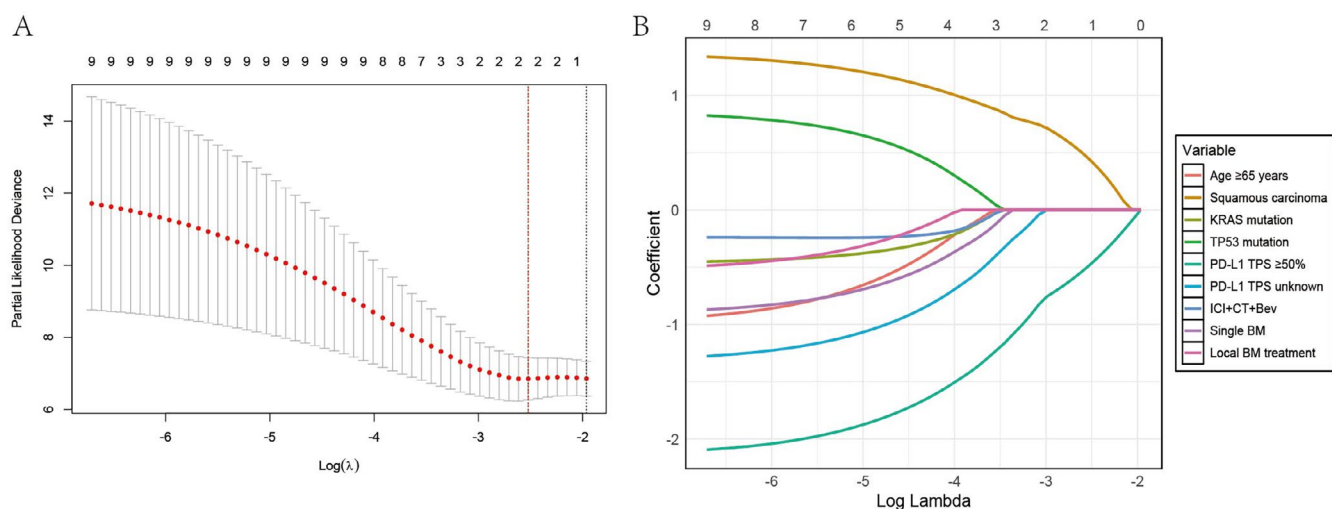 A
9 9 9 9 9 9 9 9 9 9 9 9 9 9 9 9 8 8 7 3 3 2 2 2 2 2 1
Partial Likelihood Deviance
14
12
10
8
6
-6 -5 -4 -3 -2
Log(λ)
B
9 8 7 6 5 4 3 2 1 0
Coefficient
1
0
-1
-2
-6 -5 -4 -3 -2
Log Lambda
Variable
Age ≥65 years
Squamous carcinoma
KRAS mutation
TP53 mutation
PD-L1 TPS ≥50%
PD-L1 TPS unknown
ICI+CT+Bev
Single BM
Local BM treatment